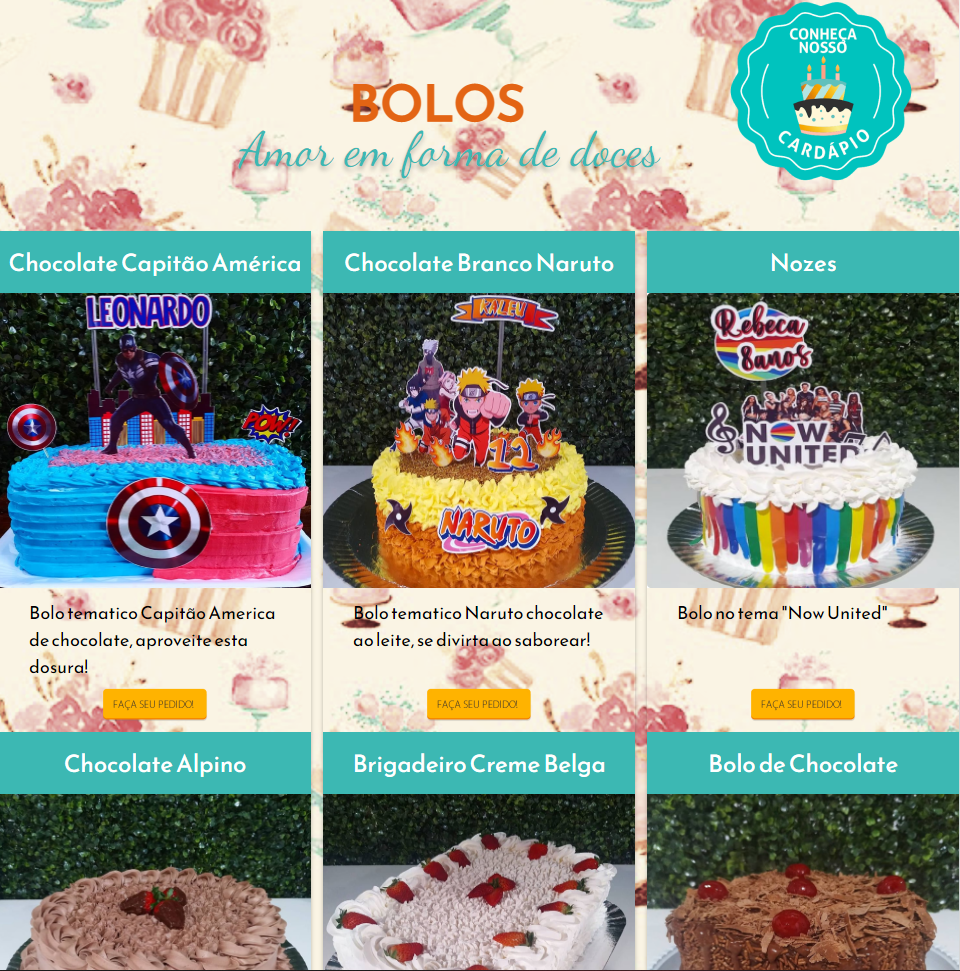 CONHEÇA
NOSSO
CARDÁPIO
BOLOS
Amor em forma de doces
Chocolate Capitão América
Chocolate Branco Naruto
Nozes
LEONARDO
POW!
KALEU
11
NARUTO
Rebeca
8anos
NOW
UNITED
Bolo tematico Capitão America
de chocolate, aproveite esta
dosura!
FAÇA SEU PEDIDO!
Bolo tematico Naruto chocolate
ao leite, se divirta ao saborear!
FAÇA SEU PEDIDO!
Bolo no tema "Now United"
FAÇA SEU PEDIDO!
Chocolate Alpino
Brigadeiro Creme Belga
Bolo de Chocolate